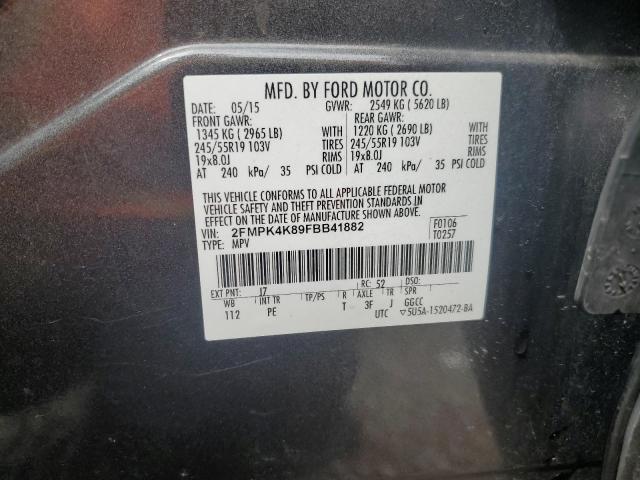 MFD. BY FORD MOTOR CO.
DATE: 05/15 GVWR: 2549 KG ( 5620 LB)
FRONT GAWR: REAR GAWR:
1345 KG ( 2965 LB) WITH 1220 KG ( 2690 LB) WITH
245/55R19 103V TIRES 245/55R19 103V TIRES
19x8.0J RIMS 19x8.0J RIMS
AT 240 kPa/ 35 PSI COLD AT 240 kPa/ 35 PSI COLD
THIS VEHICLE CONFORMS TO ALL APPLICABLE FEDERAL MOTOR
VEHICLE SAFETY AND THEFT PREVENTION STANDARDS IN
EFFECT ON THE DATE OF MANUFACTURE SHOWN ABOVE.
VIN: 2FMPK4K89FBB41882 F0106
TYPE: MPV T0257
EXT PNT: J7 RC: 52 DSO:
WB INT TR TP/PS R AXLE TR SPR
112 PE T 3F J GGCC
UTC ▽5U5A-1520472-BA